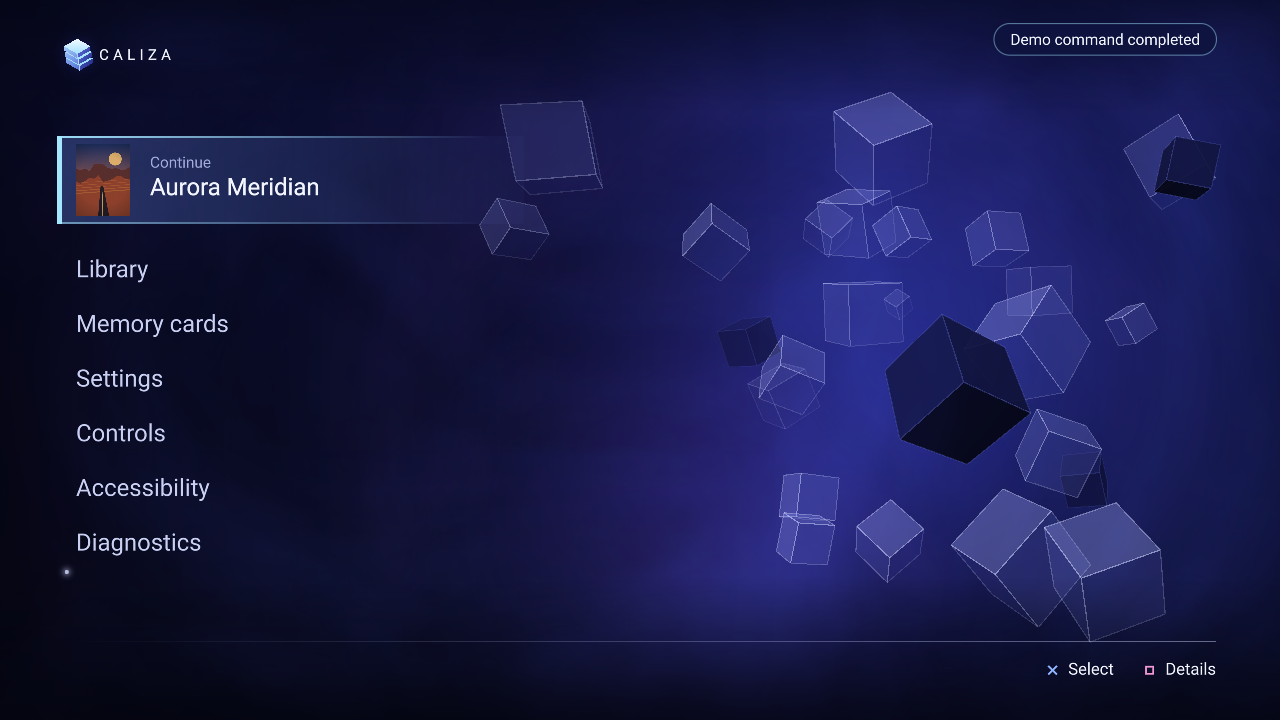 CALIZA
Demo command completed
Continue
Aurora Meridian
Library
Memory cards
Settings
Controls
Accessibility
Diagnostics
Select
Details